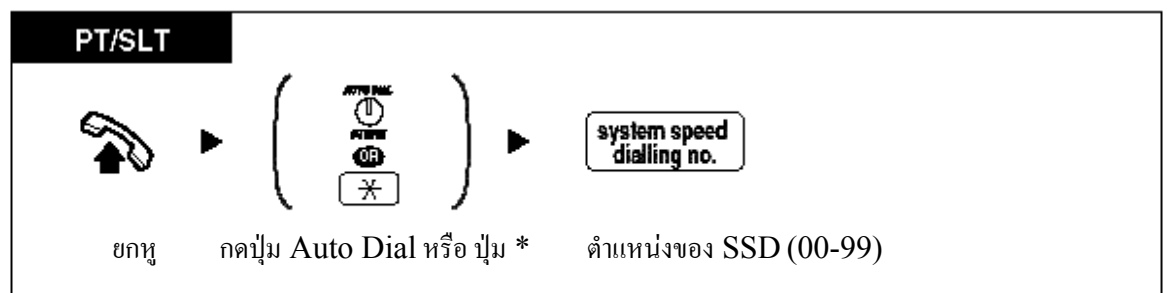 PT/SLT
AUTO DIAL
OR
*
system speed
dialling no.
ยกหู กดปุ่ม Auto Dial หรือ ปุ่ม * ตำแหน่งของ SSD (00-99)